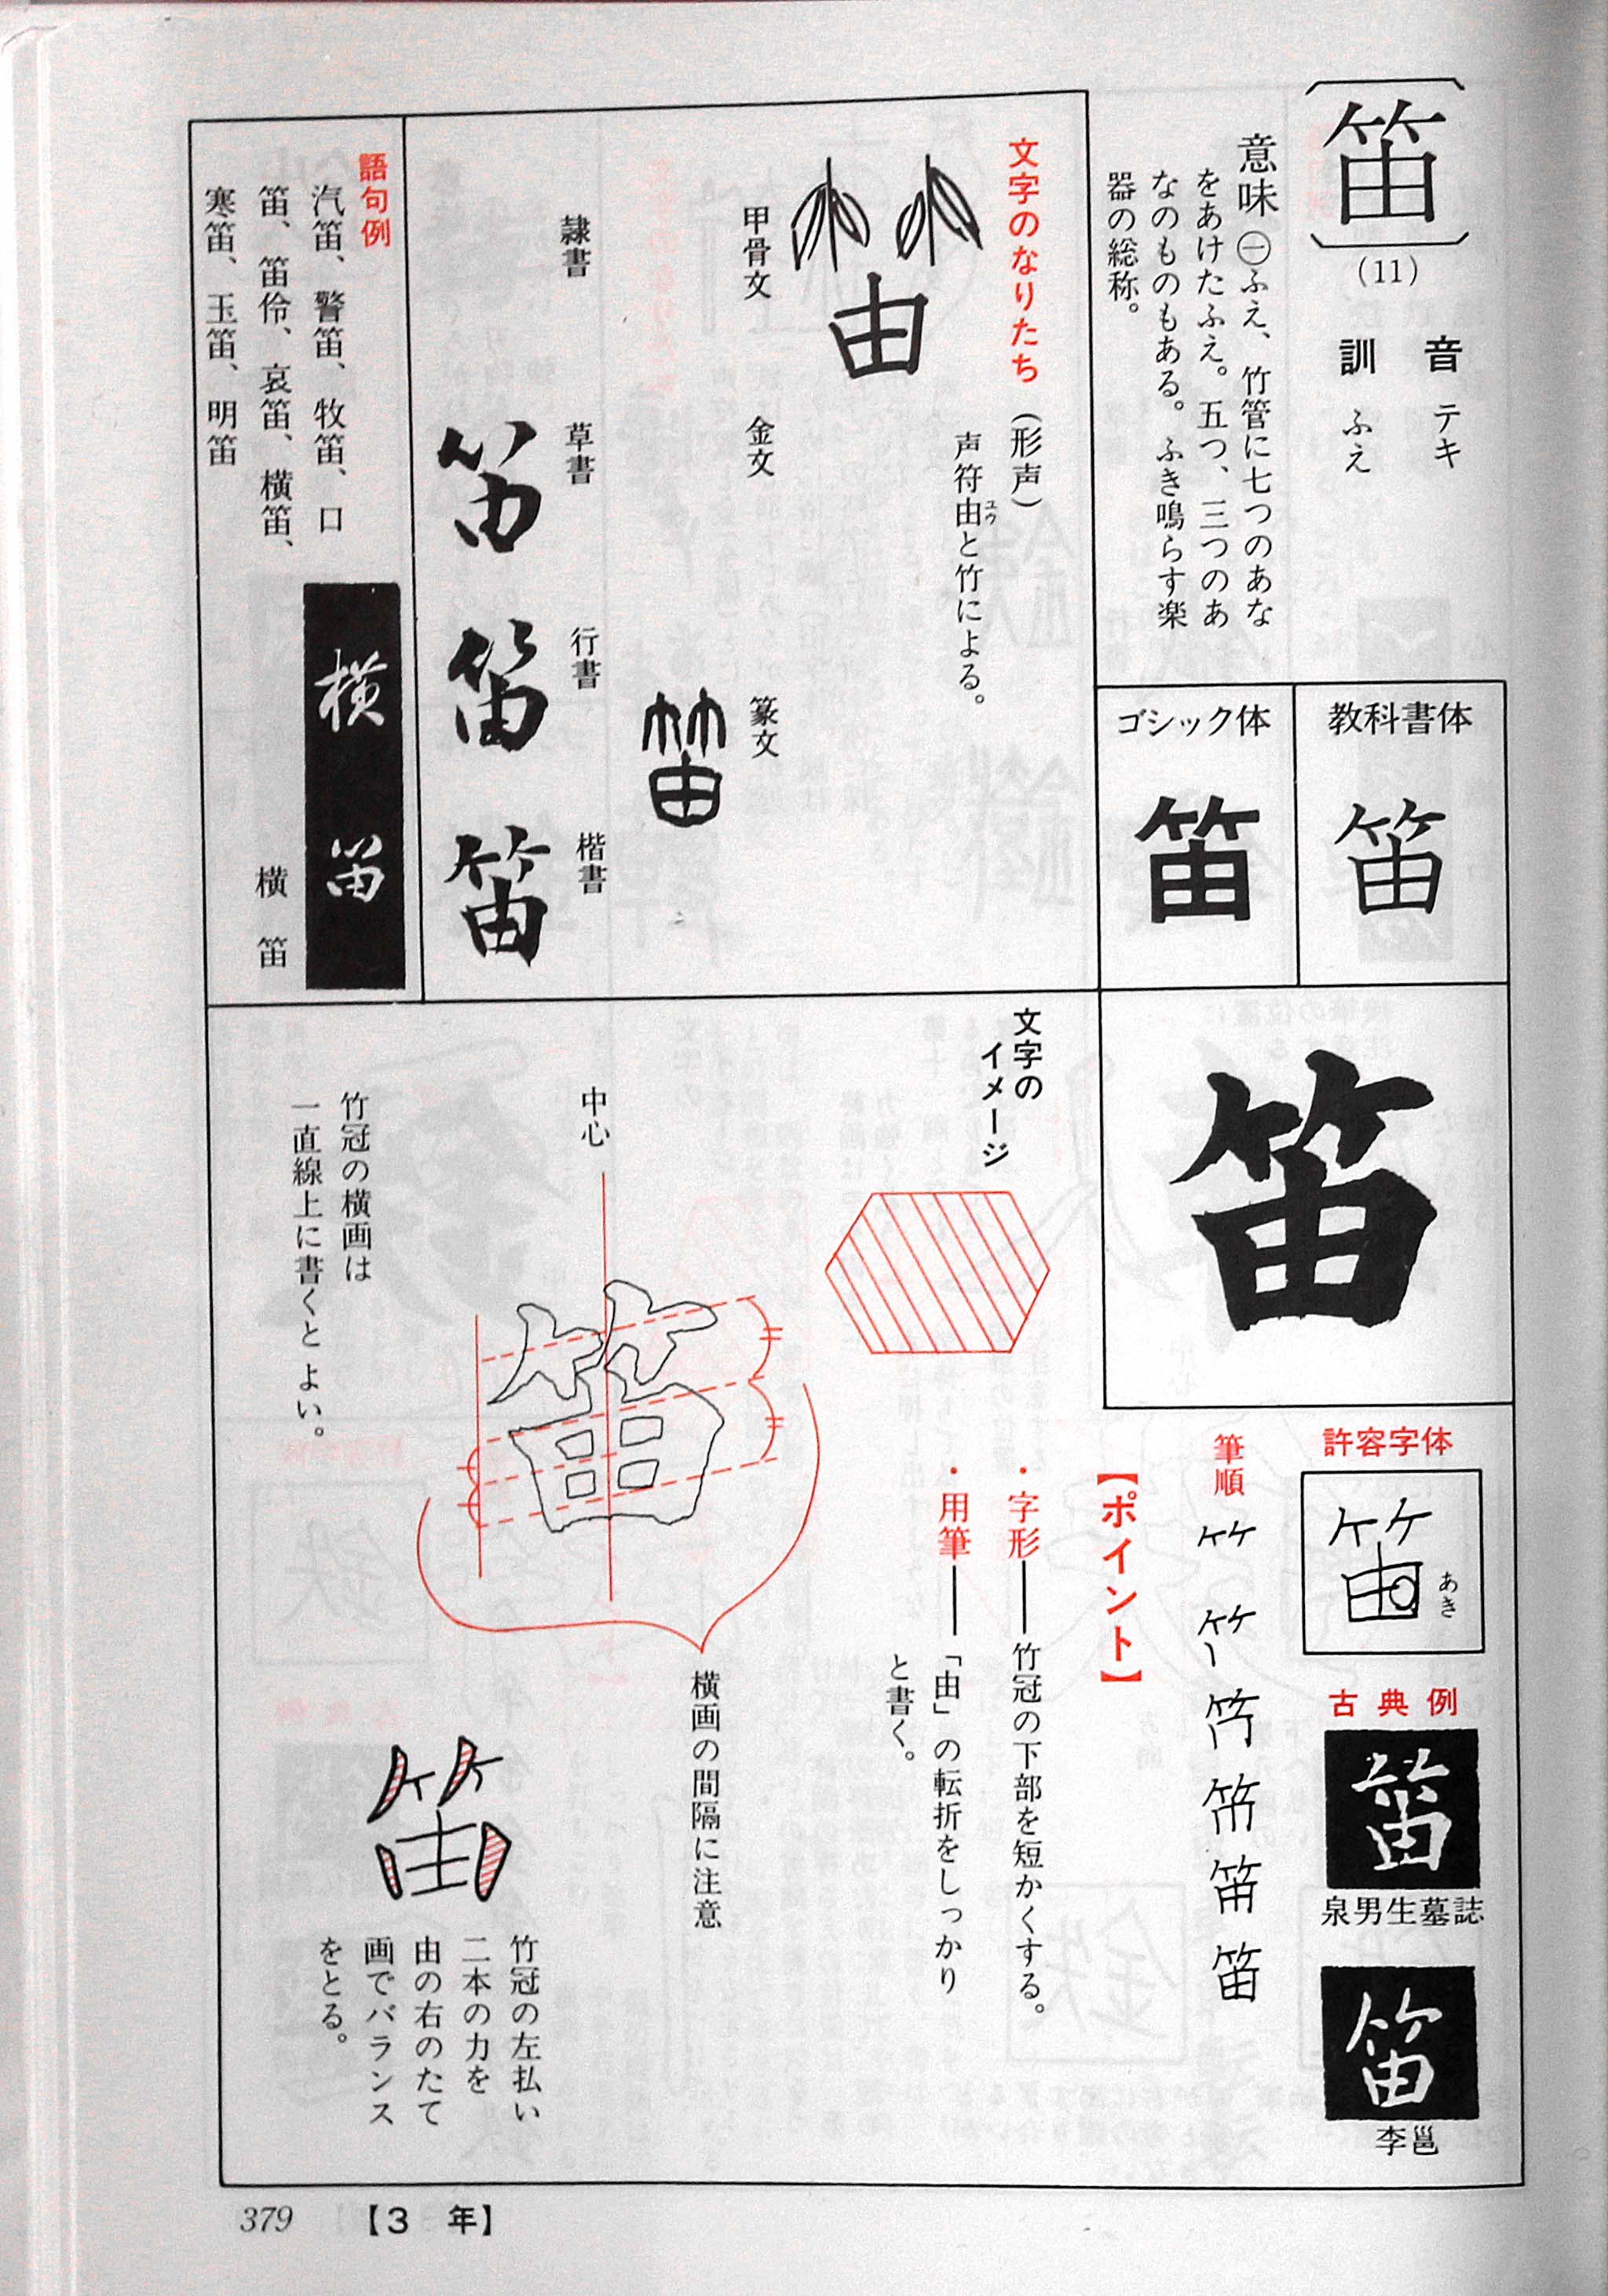 笛
(11)
音 テキ
訓 ふえ
意味 ㊀ふえ、竹管に七つのあな
をあけたふえ。五つ、三つのあ
なのものもある。ふき鳴らす楽
器の総称。
教科書体
笛
ゴシック体
笛
笛
文字のなりたち (形声)
声符由ユウと竹による。
由
甲骨文
金文
篆文
笛
隷書
草書
笛
行書
笛
楷書
笛
語句例
汽笛、警笛、牧笛、口
笛、笛伶、哀笛、横笛、
寒笛、玉笛、明笛
横笛
横 笛
許容字体
笛
あき
古典例
笛
泉男生墓誌
笛
李邕
筆順
笛
【ポイント】
・字形――竹冠の下部を短かくする。
・用筆――「由」の転折をしっかり
と書く。
文字の
イメージ
中心
笛
横画の間隔に注意
竹冠の横画は
一直線上に書くとよい。
笛
竹冠の左払い
二本の力を
由の右のたて
画でバランス
をとる。
379 【3 年】